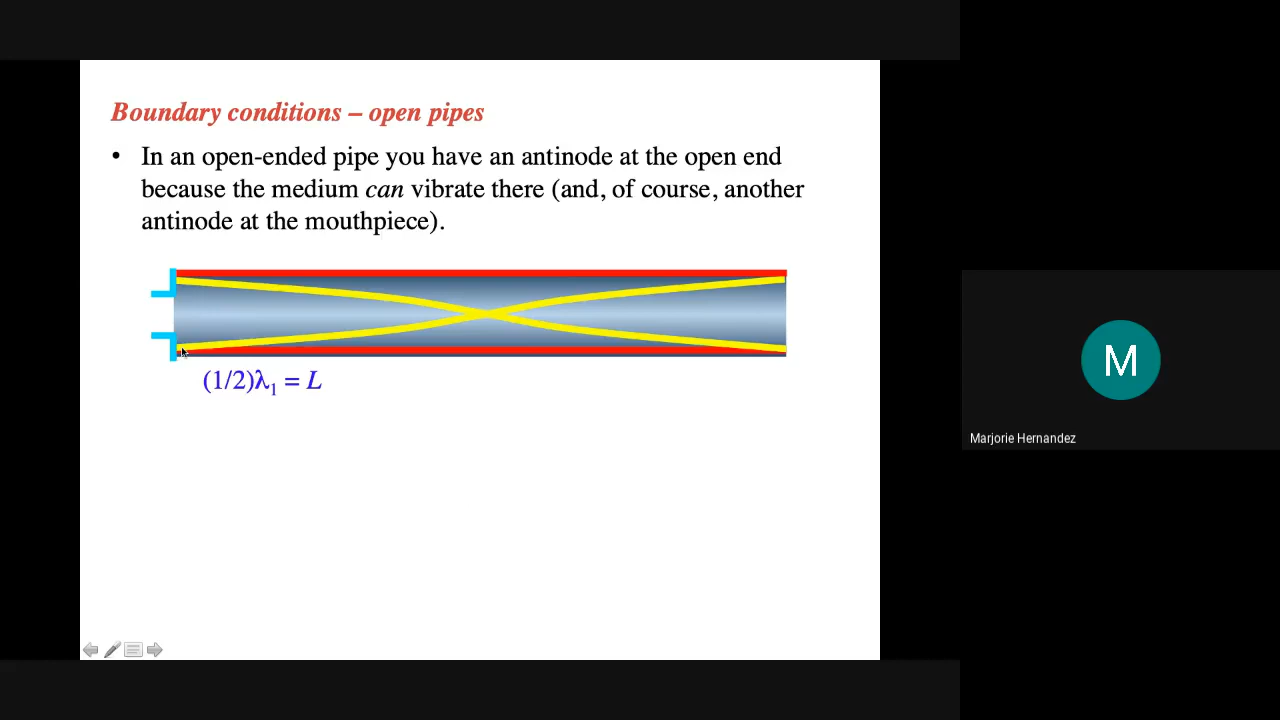 Boundary conditions – open pipes
• In an open-ended pipe you have an antinode at the open end
because the medium can vibrate there (and, of course, another
antinode at the mouthpiece).
(1/2)λ₁ = L
M
Marjorie Hernandez